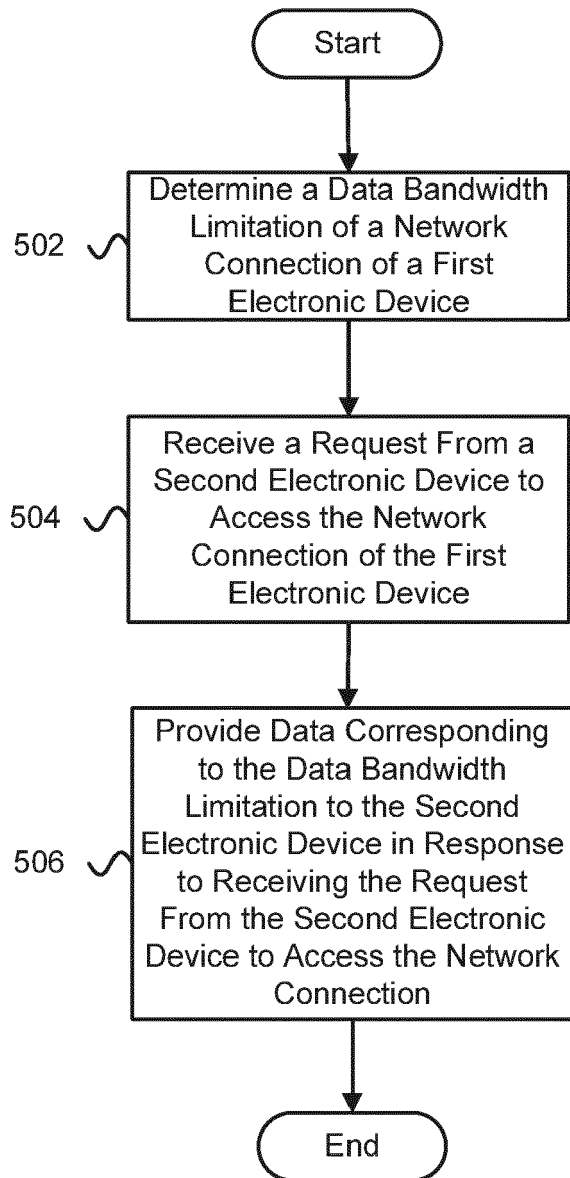 Start
Determine a Data Bandwidth
Limitation of a Network
Connection of a First
Electronic Device
502
Receive a Request From a
Second Electronic Device to
Access the Network
Connection of the First
Electronic Device
504
Provide Data Corresponding
to the Data Bandwidth
Limitation to the Second
Electronic Device in Response
to Receiving the Request
From the Second Electronic
Device to Access the Network
Connection
506
End